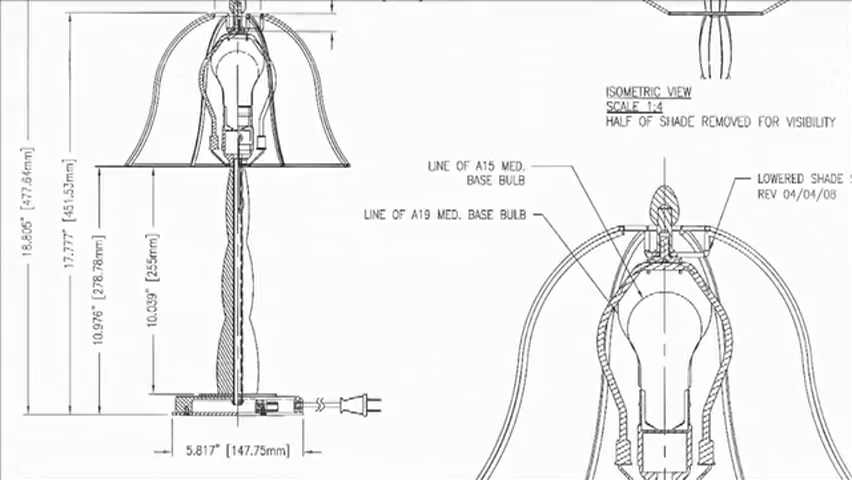 ISOMETRIC VIEW
SCALE 1:4
HALF OF SHADE REMOVED FOR VISIBILITY
LINE OF A15 MED.
BASE BULB
LOWERED SHADE
REV 04/04/08
LINE OF A19 MED. BASE BULB
18.805" [477.64mm]
17.777" [451.53mm]
10.976" [278.78mm]
10.039" [255mm]
5.817" [147.75mm]